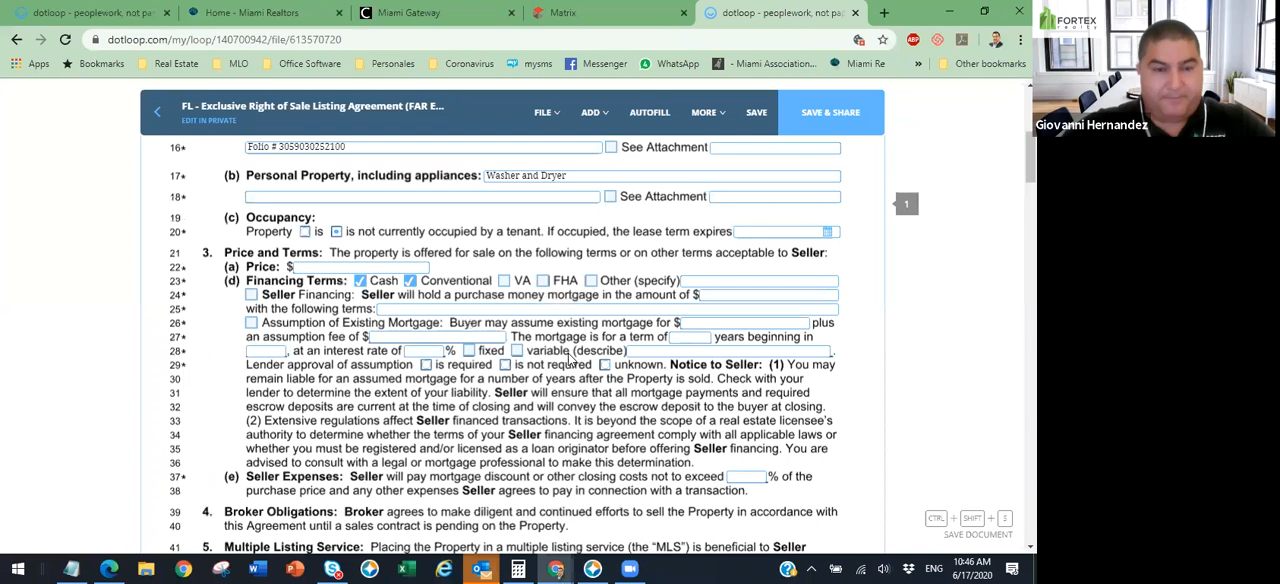 dotloop - peoplework, not pa
Home - Miami Realtors
Miami Gateway
Matrix
dotloop - peoplework, not pap
dotloop.com/my/loop/140700942/file/613570720
ABP
Apps
Bookmarks
Real Estate
MLO
Office Software
Personales
Coronavirus
mysms
Messenger
WhatsApp
- Miami Association...
Miami Re
»
Other bookmarks
FORTEX
realty
Giovanni Hernandez
FL - Exclusive Right of Sale Listing Agreement (FAR E...
EDIT IN PRIVATE
FILE
ADD
AUTOFILL
MORE
SAVE
SAVE & SHARE
16* Folio # 3059030252100 See Attachment
17* (b) Personal Property, including appliances: Washer and Dryer
18* See Attachment
19 (c) Occupancy:
20* Property is is not currently occupied by a tenant. If occupied, the lease term expires
1
21 3. Price and Terms: The property is offered for sale on the following terms or on other terms acceptable to Seller:
22* (a) Price: $
23* (d) Financing Terms: Cash Conventional VA FHA Other (specify)
24* Seller Financing: Seller will hold a purchase money mortgage in the amount of $
25* with the following terms:
26* Assumption of Existing Mortgage: Buyer may assume existing mortgage for $ plus
27* an assumption fee of $ The mortgage is for a term of years beginning in
28* , at an interest rate of % fixed variable (describe) .
29* Lender approval of assumption is required is not required unknown. Notice to Seller: (1) You may
30 remain liable for an assumed mortgage for a number of years after the Property is sold. Check with your
31 lender to determine the extent of your liability. Seller will ensure that all mortgage payments and required
32 escrow deposits are current at the time of closing and will convey the escrow deposit to the buyer at closing.
33 (2) Extensive regulations affect Seller financed transactions. It is beyond the scope of a real estate licensee's
34 authority to determine whether the terms of your Seller financing agreement comply with all applicable laws or
35 whether you must be registered and/or licensed as a loan originator before offering Seller financing. You are
36 advised to consult with a legal or mortgage professional to make this determination.
37* (e) Seller Expenses: Seller will pay mortgage discount or other closing costs not to exceed % of the
38 purchase price and any other expenses Seller agrees to pay in connection with a transaction.
39 4. Broker Obligations: Broker agrees to make diligent and continued efforts to sell the Property in accordance with
40 this Agreement until a sales contract is pending on the Property.
41 5. Multiple Listing Service: Placing the Property in a multiple listing service (the "MLS") is beneficial to Seller
CTRL + SHIFT + S
SAVE DOCUMENT
ENG
10:46 AM
6/17/2020